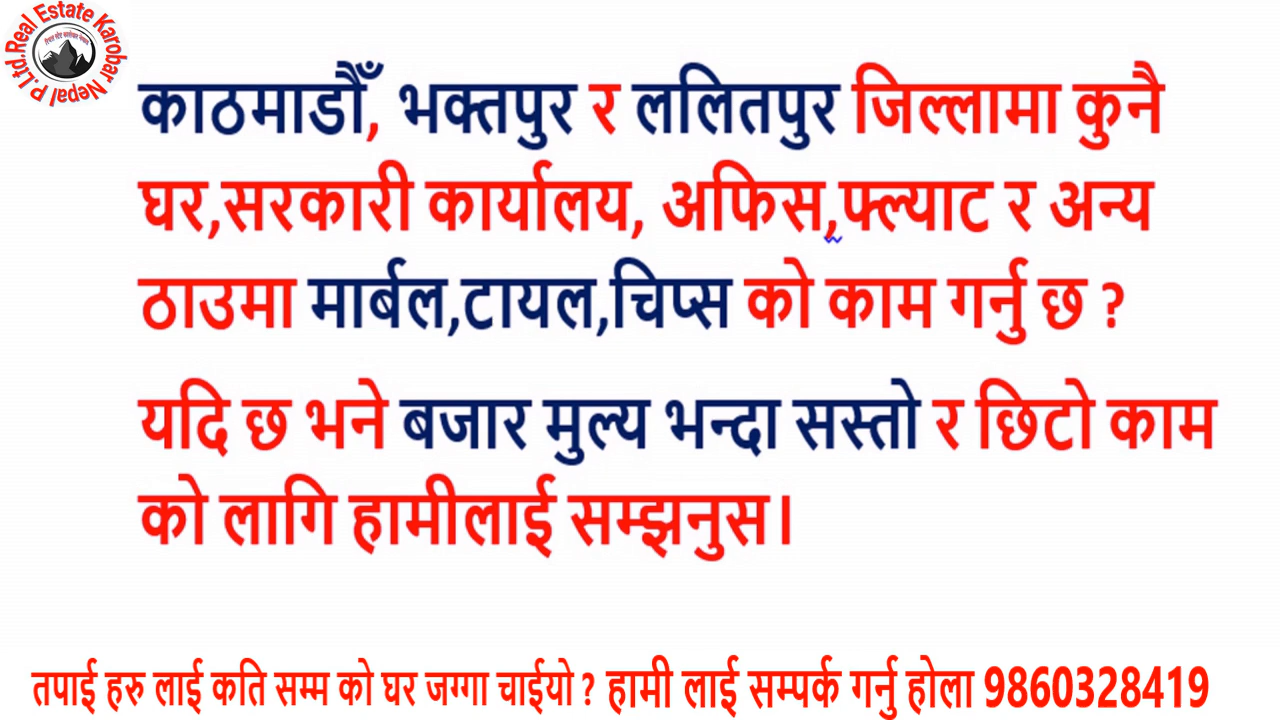 Real Estate Karobar Nepal P.Ltd.
काठमाडौँ, भक्तपुर र ललितपुर जिल्लामा कुनै
घर,सरकारी कार्यालय, अफिस,फ्ल्याट र अन्य
ठाउमा मार्बल,टायल,चिप्स को काम गर्नु छ ?
यदि छ भने बजार मुल्य भन्दा सस्तो र छिटो काम
को लागि हामीलाई सम्झनुस।
तपाई हरु लाई कति सम्म को घर जग्गा चाईयो ? हामी लाई सम्पर्क गर्नु होला 9860328419